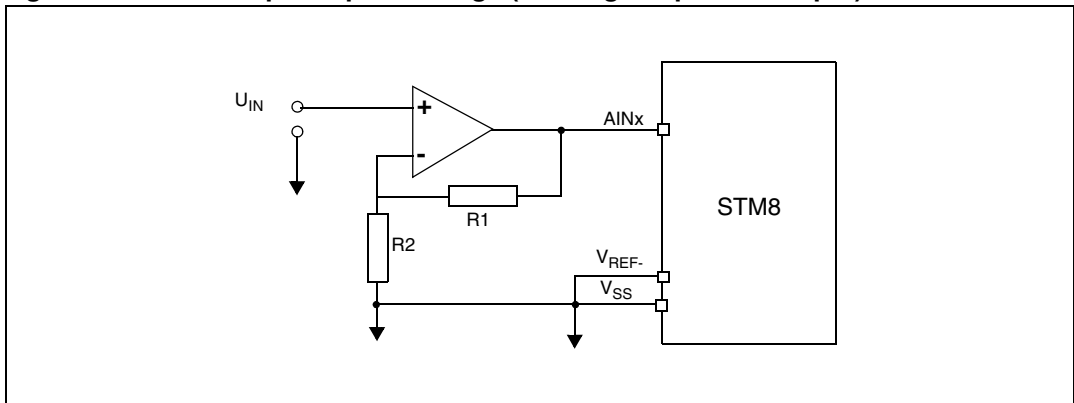 U_IN
+
AINx
-
R1
STM8
R2
V_REF-
V_SS